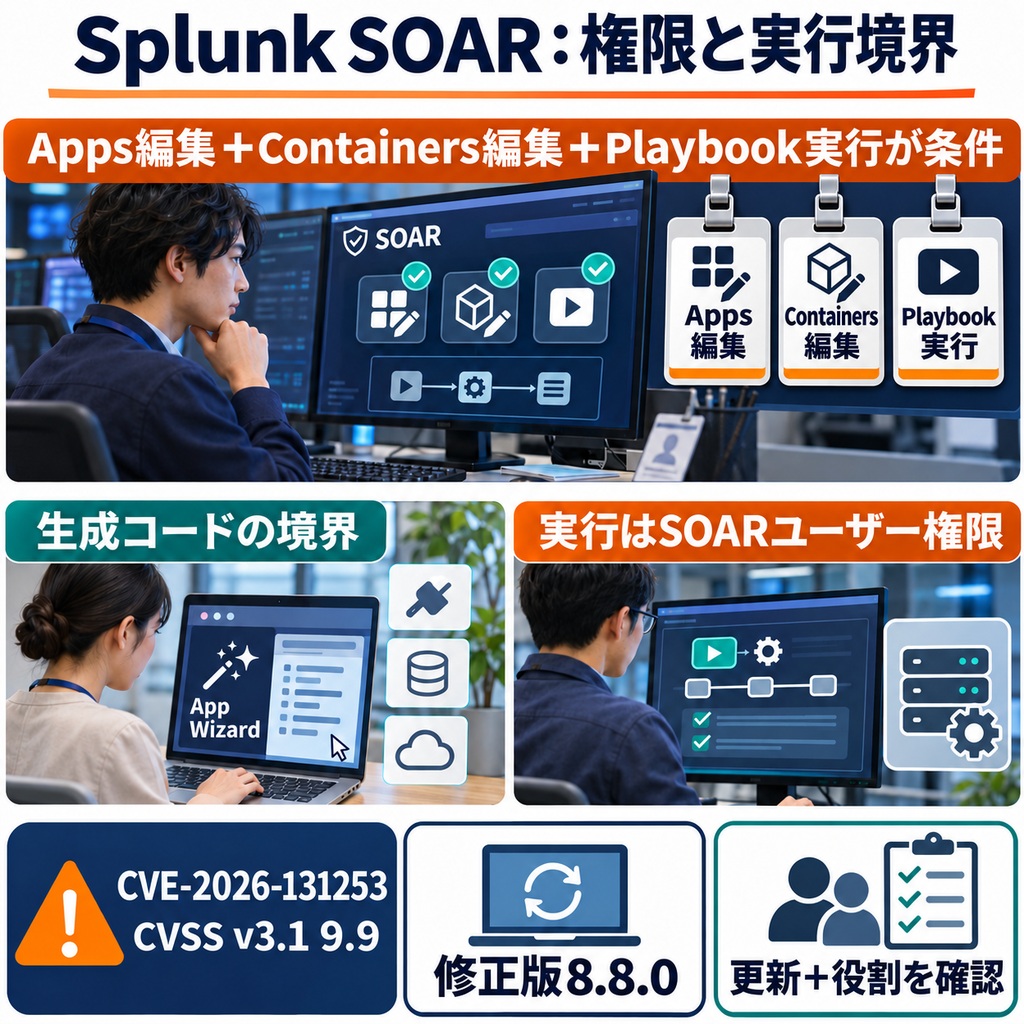 Splunk SOAR:権限と実行境界
Apps編集＋Containers編集＋Playbook実行が条件
SOAR
Apps
編集
Containers
編集
Playbook
実行
生成コードの境界
App
Wizard
実行はSOARユーザー権限
CVE-2026-131253
CVSS v3.1 9.9
修正版8.8.0
更新＋役割を確認